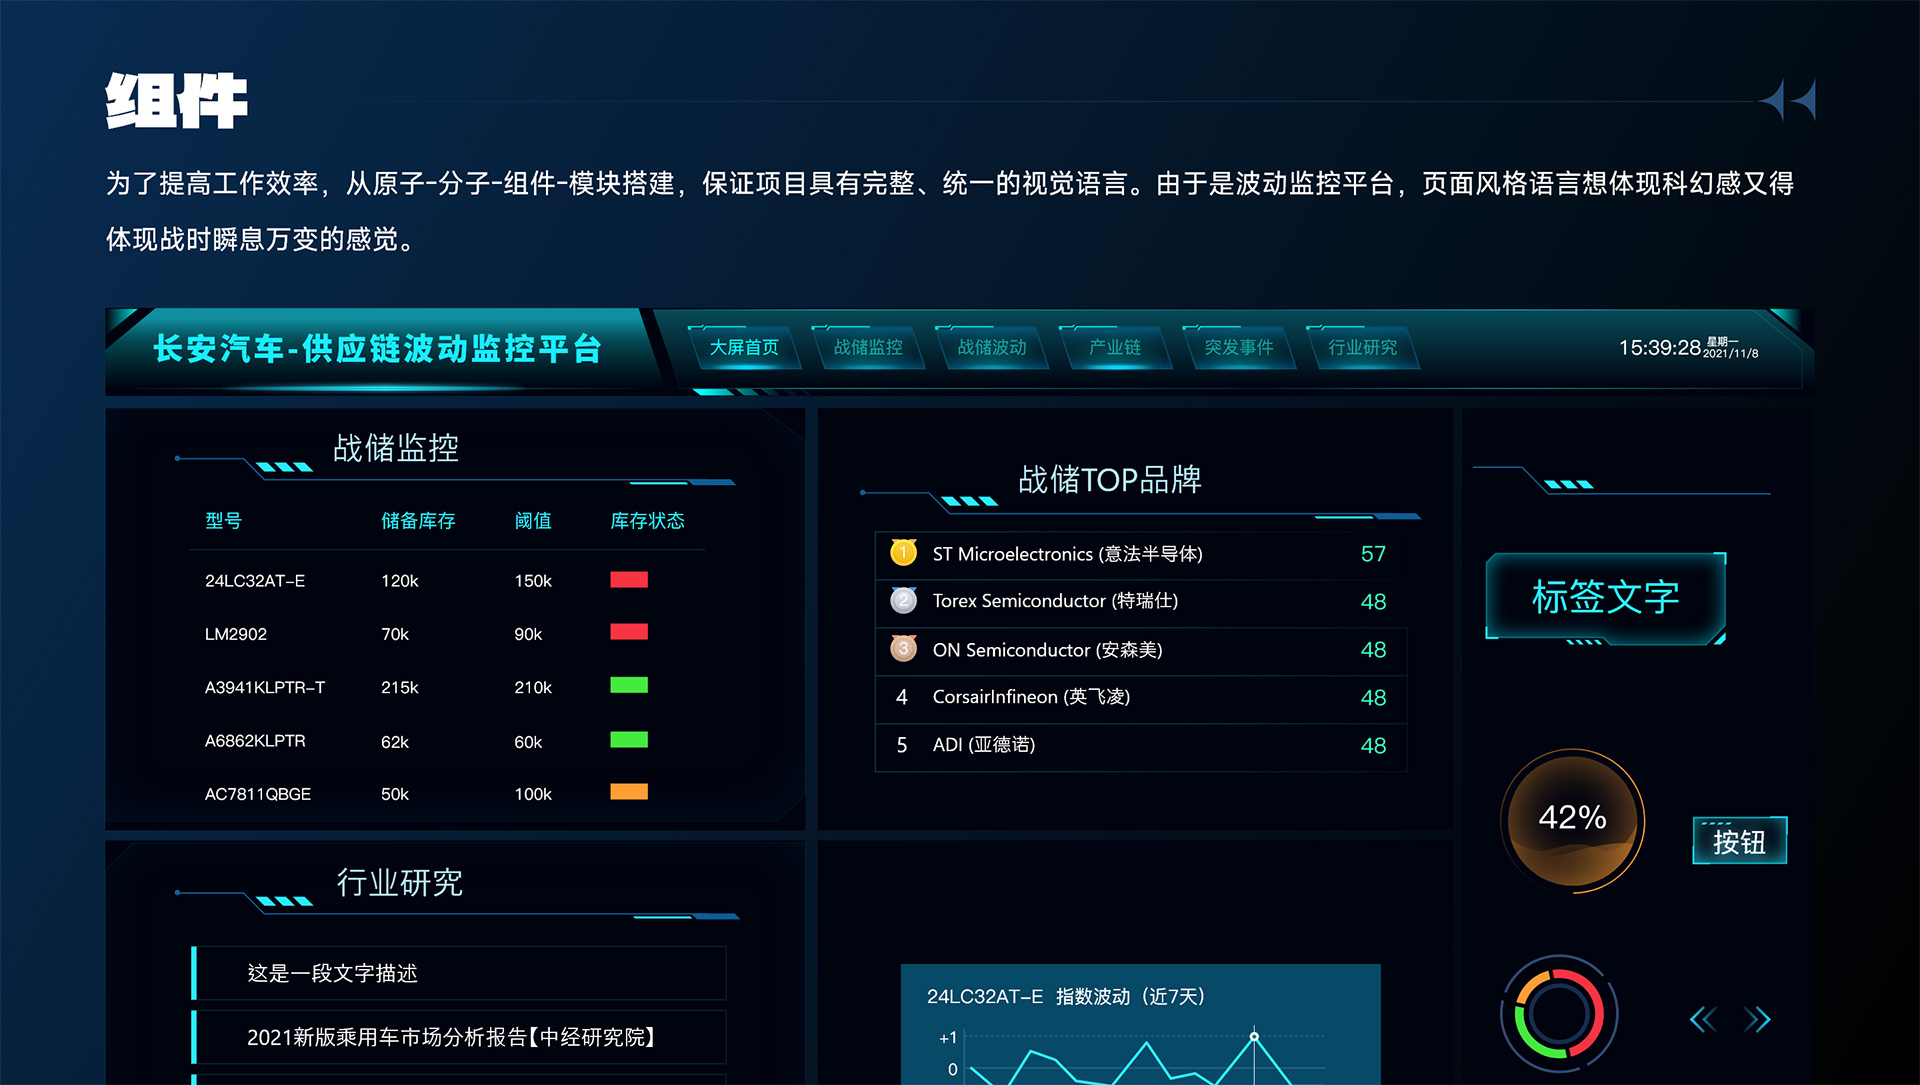 组件
为了提高工作效率，从原子-分子-组件-模块搭建，保证项目具有完整、统一的视觉语言。由于是波动监控平台，页面风格语言想体现科幻感又得
体现战时瞬息万变的感觉。
长安汽车-供应链波动监控平台
大屏首页 战储监控 战储波动 产业链 突发事件 行业研究
15:39:28 星期一
2021/11/8
战储监控
型号 储备库存 阈值 库存状态
24LC32AT-E 120k 150k
LM2902 70k 90k
A3941KLPTR-T 215k 210k
A6862KLPTR 62k 60k
AC7811QBGE 50k 100k
战储TOP品牌
1 ST Microelectronics (意法半导体) 57
2 Torex Semiconductor (特瑞仕) 48
3 ON Semiconductor (安森美) 48
4 CorsairInfineon (英飞凌) 48
5 ADI (亚德诺) 48
标签文字
42%
按钮
行业研究
这是一段文字描述
2021新版乘用车市场分析报告【中经研究院】
24LC32AT-E 指数波动（近7天）
+1
0